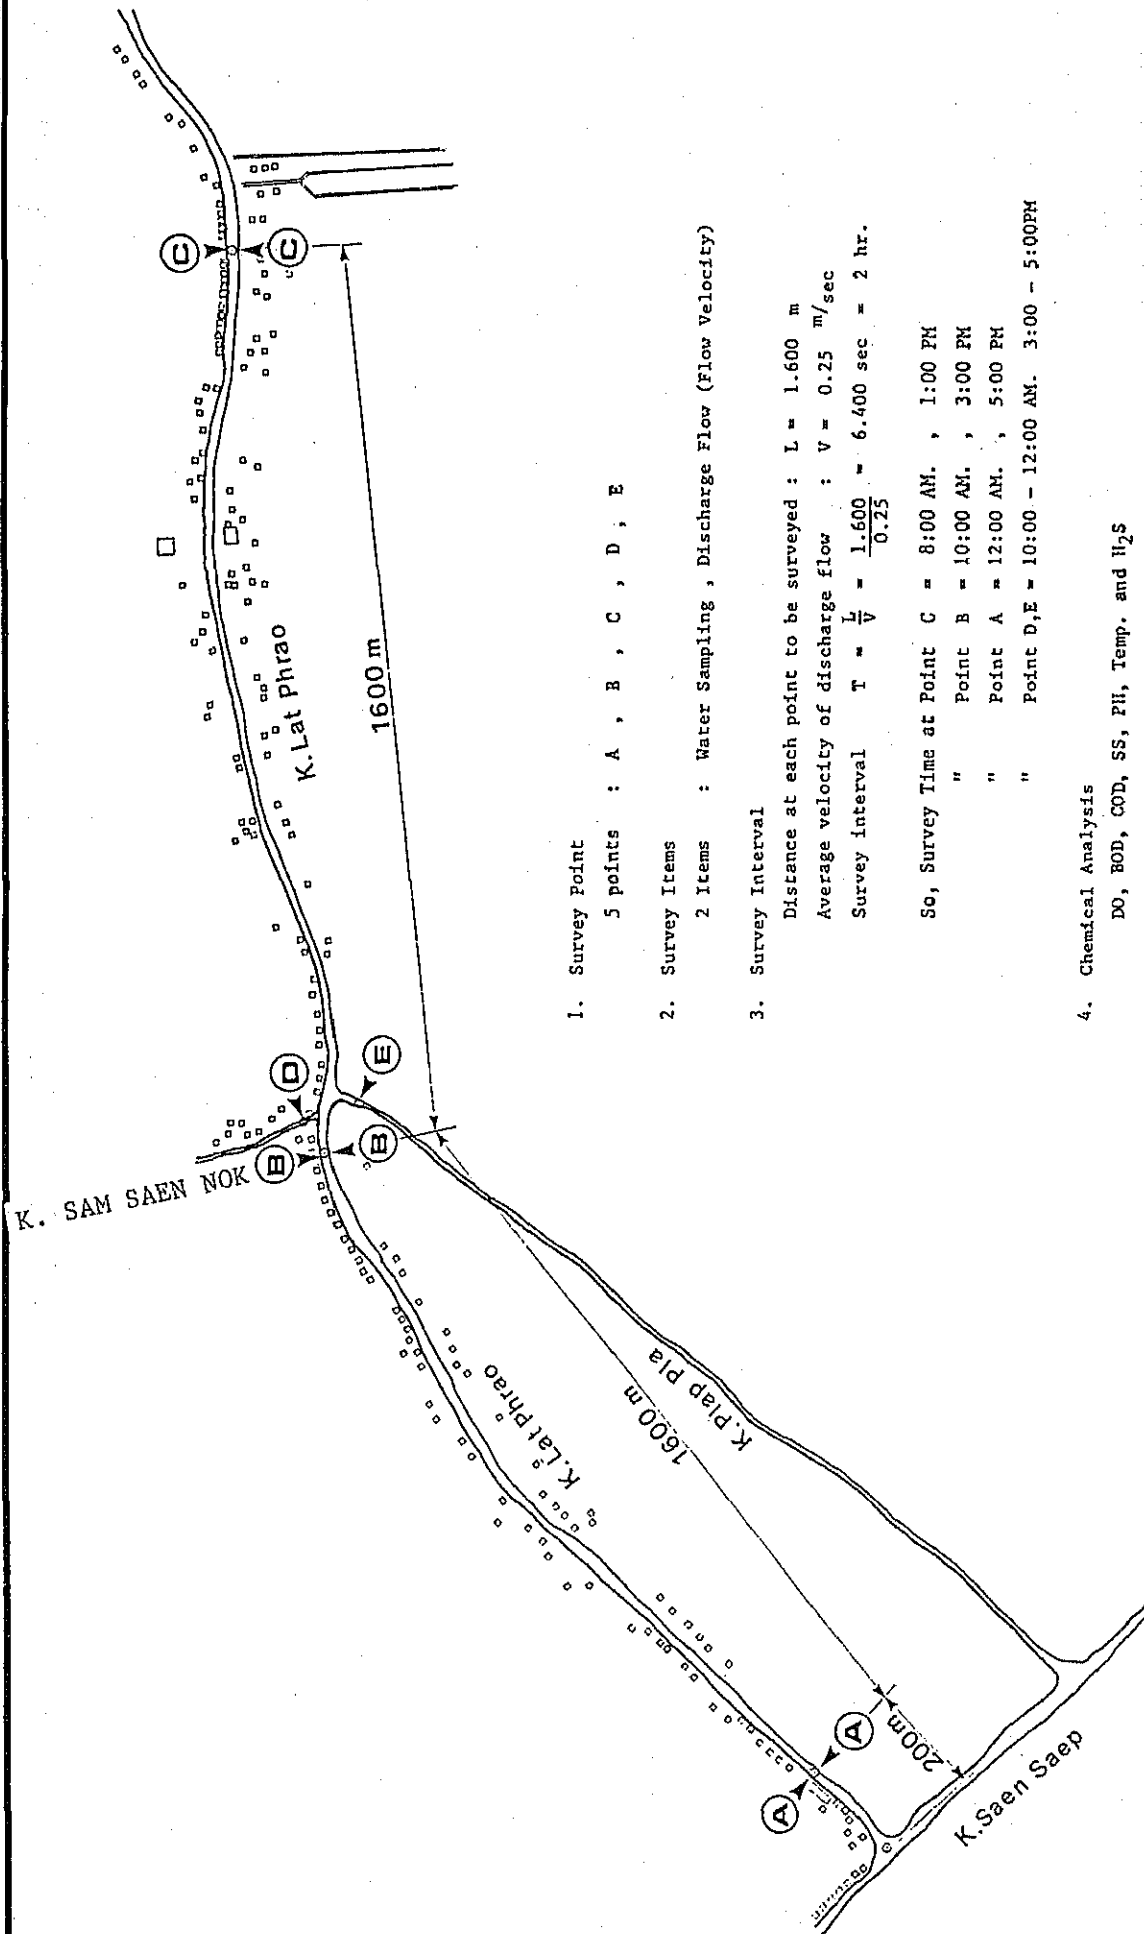 K. SAM SAEN NOK
C
C
1600 m
K. Lat Phrao
D
E
B
B
K. Lat Phrao
K. Plap Pla
1600 m
A
A
200m
K. Saen Saep
1. Survey Point
5 points : A , B , C , D , E
2. Survey Items
2 Items : Water Sampling , Discharge Flow (Flow Velocity)
3. Survey Interval
Distance at each point to be surveyed : L = 1.600 m
Average velocity of discharge flow : V = 0.25 m/sec
Survey interval T = L/V = 1.600/0.25 = 6.400 sec = 2 hr.
So, Survey Time at Point C = 8:00 AM. , 1:00 PM
" Point B = 10:00 AM. , 3:00 PM
" Point A = 12:00 AM. , 5:00 PM
" Point D,E = 10:00 - 12:00 AM. 3:00 - 5:00PM
4. Chemical Analysis
DO, BOD, COD, SS, PH, Temp. and H2S